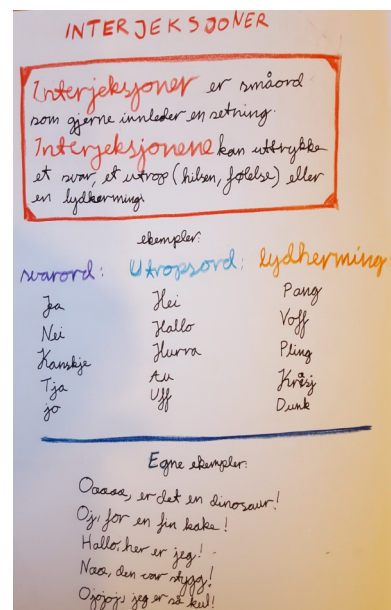 INTERJEKSJONER
Interjeksjoner er småord
som gjerne innleder en setning.
Interjeksjonene kan uttrykke
et svar, et utrop (hilsen, følelse) eller
en lydherming.
eksempler:
svarord: Utropsord: lydherming
Jaa Hei Pang
Nei Hallo Voff
Kanskje Hurra Pling
Tja Au Kræsj
jo Uff Dunk
Egne eksempler:
Oaaaa, er det en dinosaur!
Oj, for en fin kake!
Hallo, her er jeg!
Naa, den var stygg!
Ojojoj, jeg er så kul!